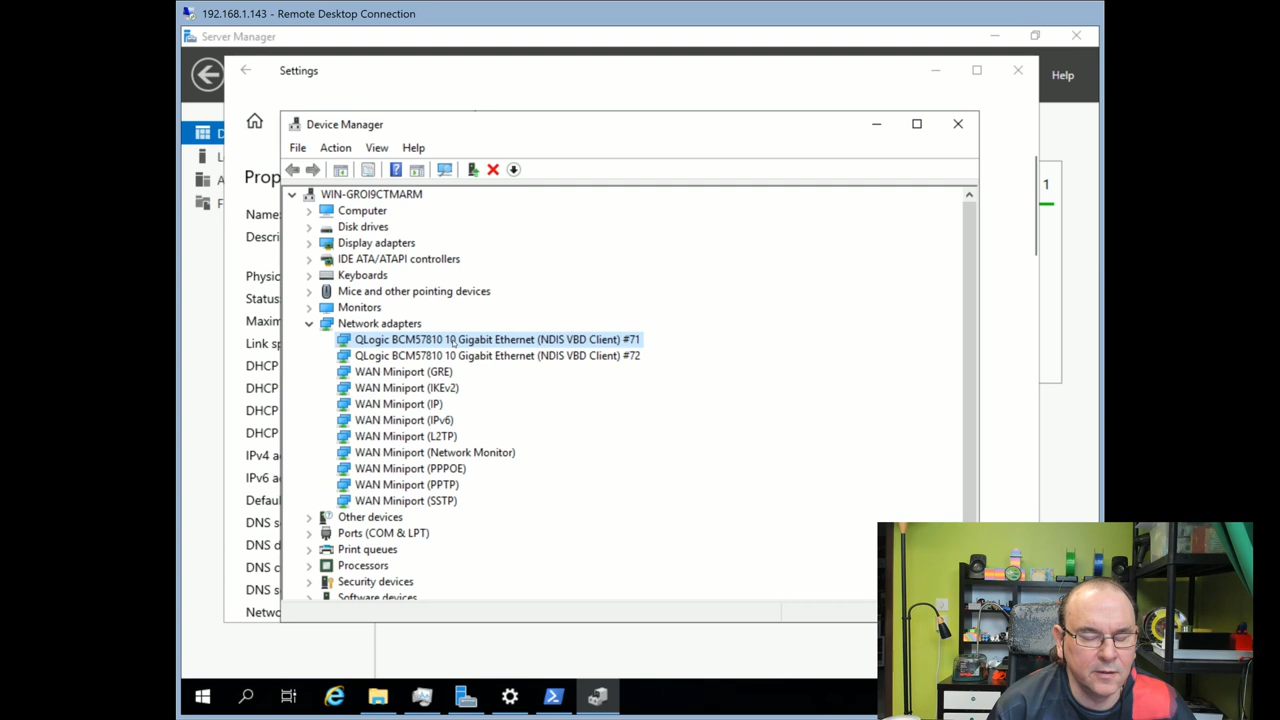 192.168.1.143 - Remote Desktop Connection
Server Manager
Settings
Help
Device Manager
File Action View Help
WIN-GROI9CTMARM
Computer
Disk drives
Display adapters
IDE ATA/ATAPI controllers
Keyboards
Mice and other pointing devices
Monitors
Network adapters
QLogic BCM57810 10 Gigabit Ethernet (NDIS VBD Client) #71
QLogic BCM57810 10 Gigabit Ethernet (NDIS VBD Client) #72
WAN Miniport (GRE)
WAN Miniport (IKEv2)
WAN Miniport (IP)
WAN Miniport (IPv6)
WAN Miniport (L2TP)
WAN Miniport (Network Monitor)
WAN Miniport (PPPOE)
WAN Miniport (PPTP)
WAN Miniport (SSTP)
Other devices
Ports (COM & LPT)
Print queues
Processors
Security devices
Software devices
D
L
A
F
Prop
Name:
Descri
Physic
Status:
Maxim
Link sp
DHCP
DHCP
DHCP
IPv4 a
IPv6 a
Defau
DNS s
DNS d
DNS c
DNS s
Netwo
1